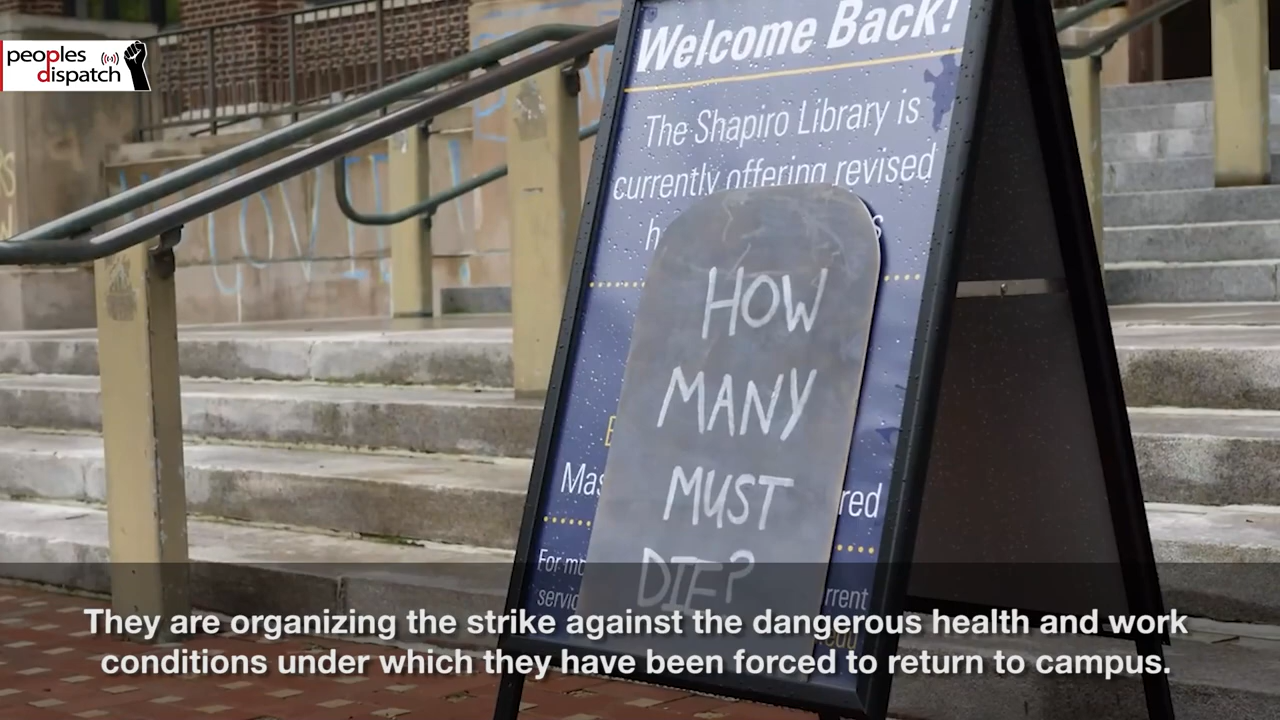 peoples
dispatch
Welcome Back!
The Shapiro Library is
currently offering revised
HOW
MANY
MUST
DIE?
For
They are organizing the strike against the dangerous health and work
conditions under which they have been forced to return to campus.